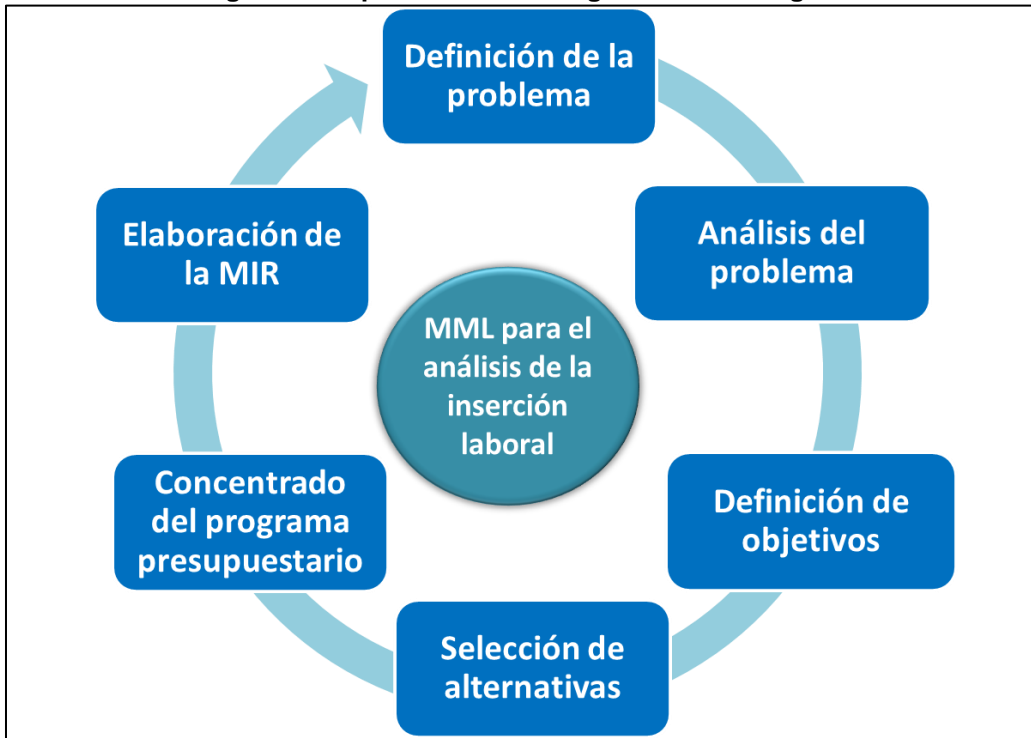 Definición de la
problema
Análisis del
problema
Definición de
objetivos
Selección de
alternativas
Concentrado
del programa
presupuestario
Elaboración de
la MIR
MML para el
análisis de la
inserción
laboral